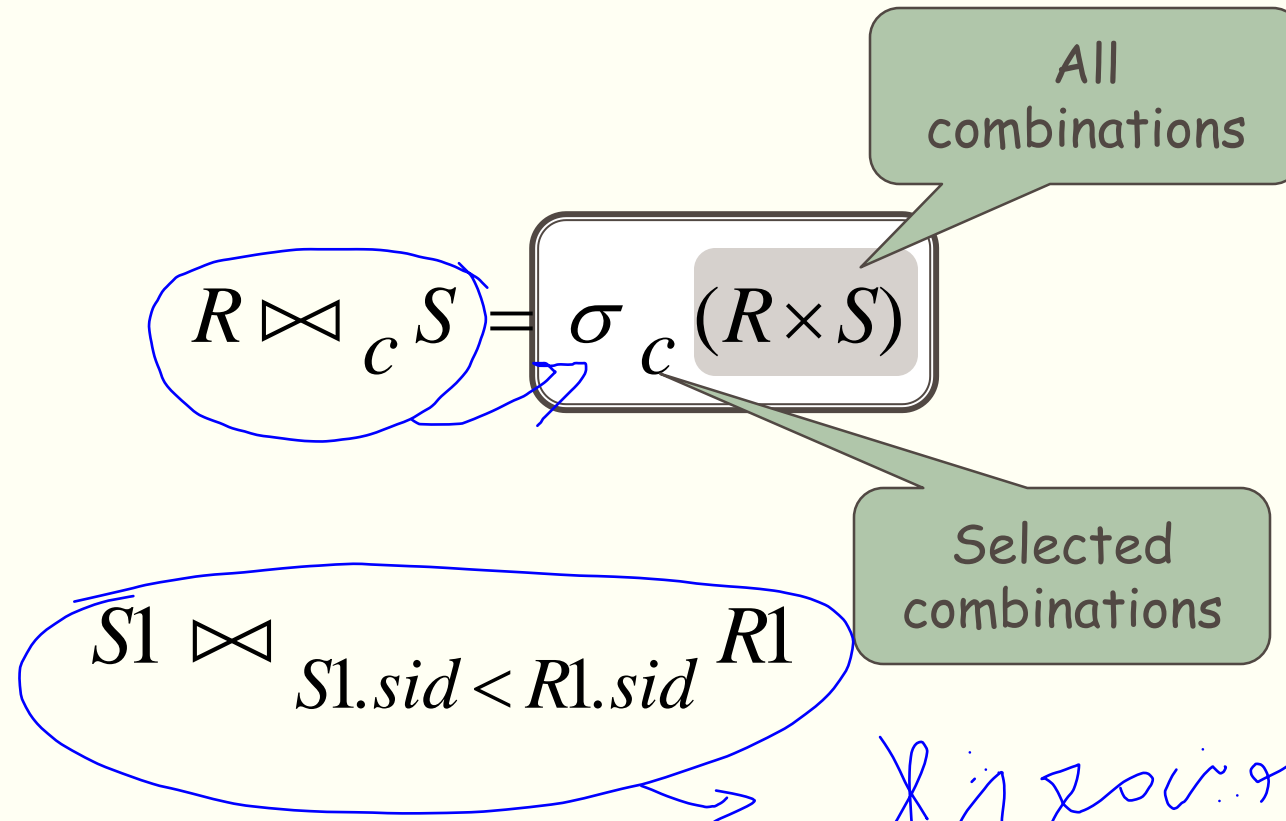 All
combinations
R ⋈ c S = σ c (R × S)
Selected
combinations
S1 ⋈ S1.sid < R1.sid R1